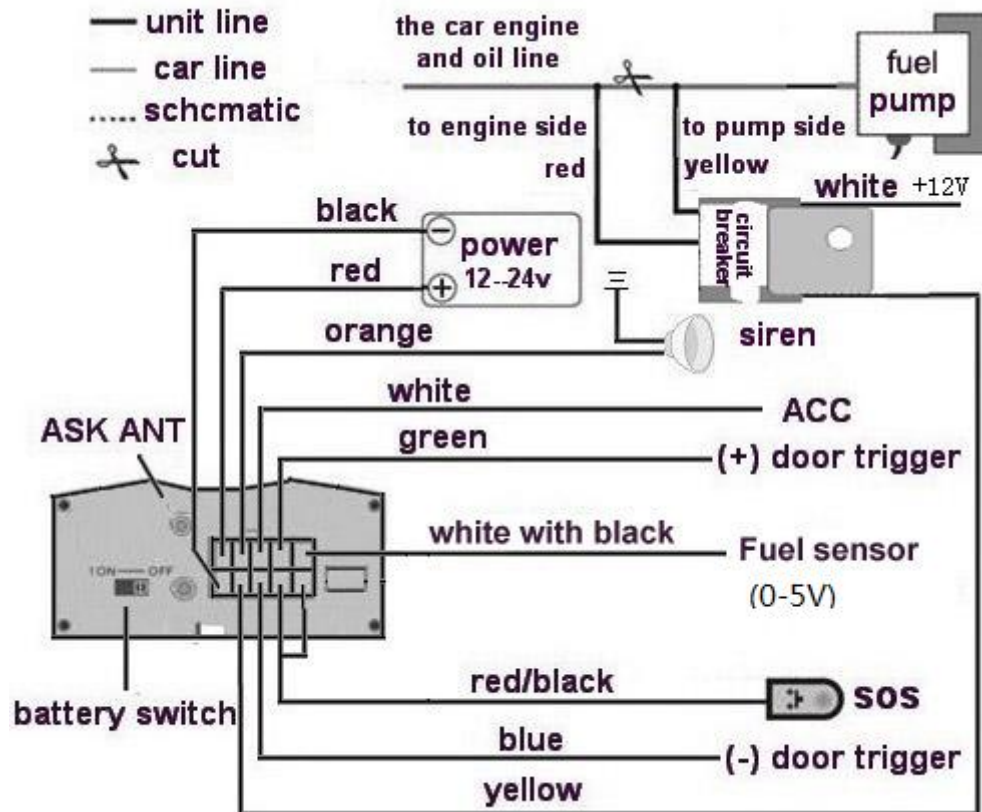 unit line
car line
schcmatic
cut
the car engine
and oil line
fuel
pump
to engine side
red
to pump side
yellow
white +12V
circuit
breaker
black
red
power
12--24v
orange
siren
white
ACC
green
(+) door trigger
ASK ANT
white with black
Fuel sensor
(0-5V)
1ON OFF
battery switch
red/black
SOS
blue
(-) door trigger
yellow